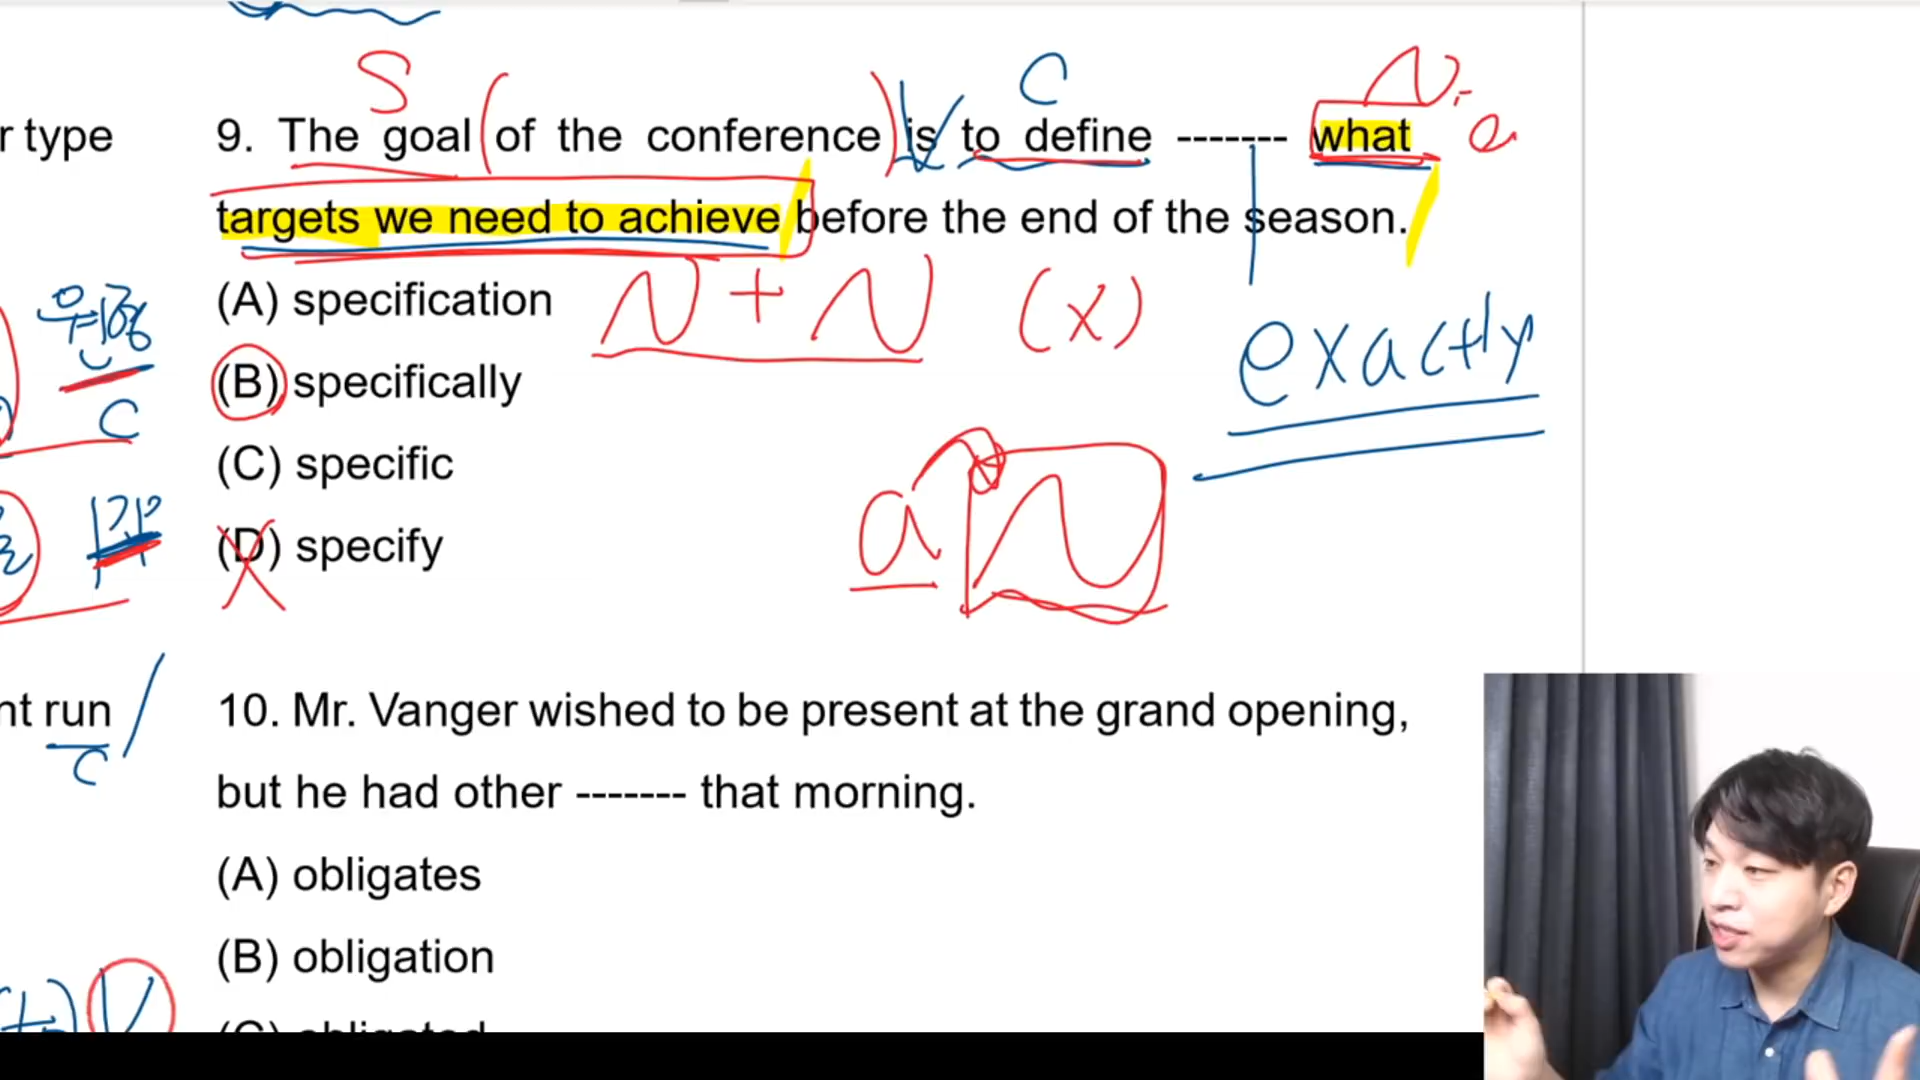 r type
9. The goal of the conference is to define ------- what
targets we need to achieve before the end of the season.
(A) specification
(B) specifically
(C) specific
(D) specify
S
C
N
N + N (x)
exactly
a N
C
nt run
C
10. Mr. Vanger wished to be present at the grand opening,
but he had other ------- that morning.
(A) obligates
(B) obligation
(C) obligated
V